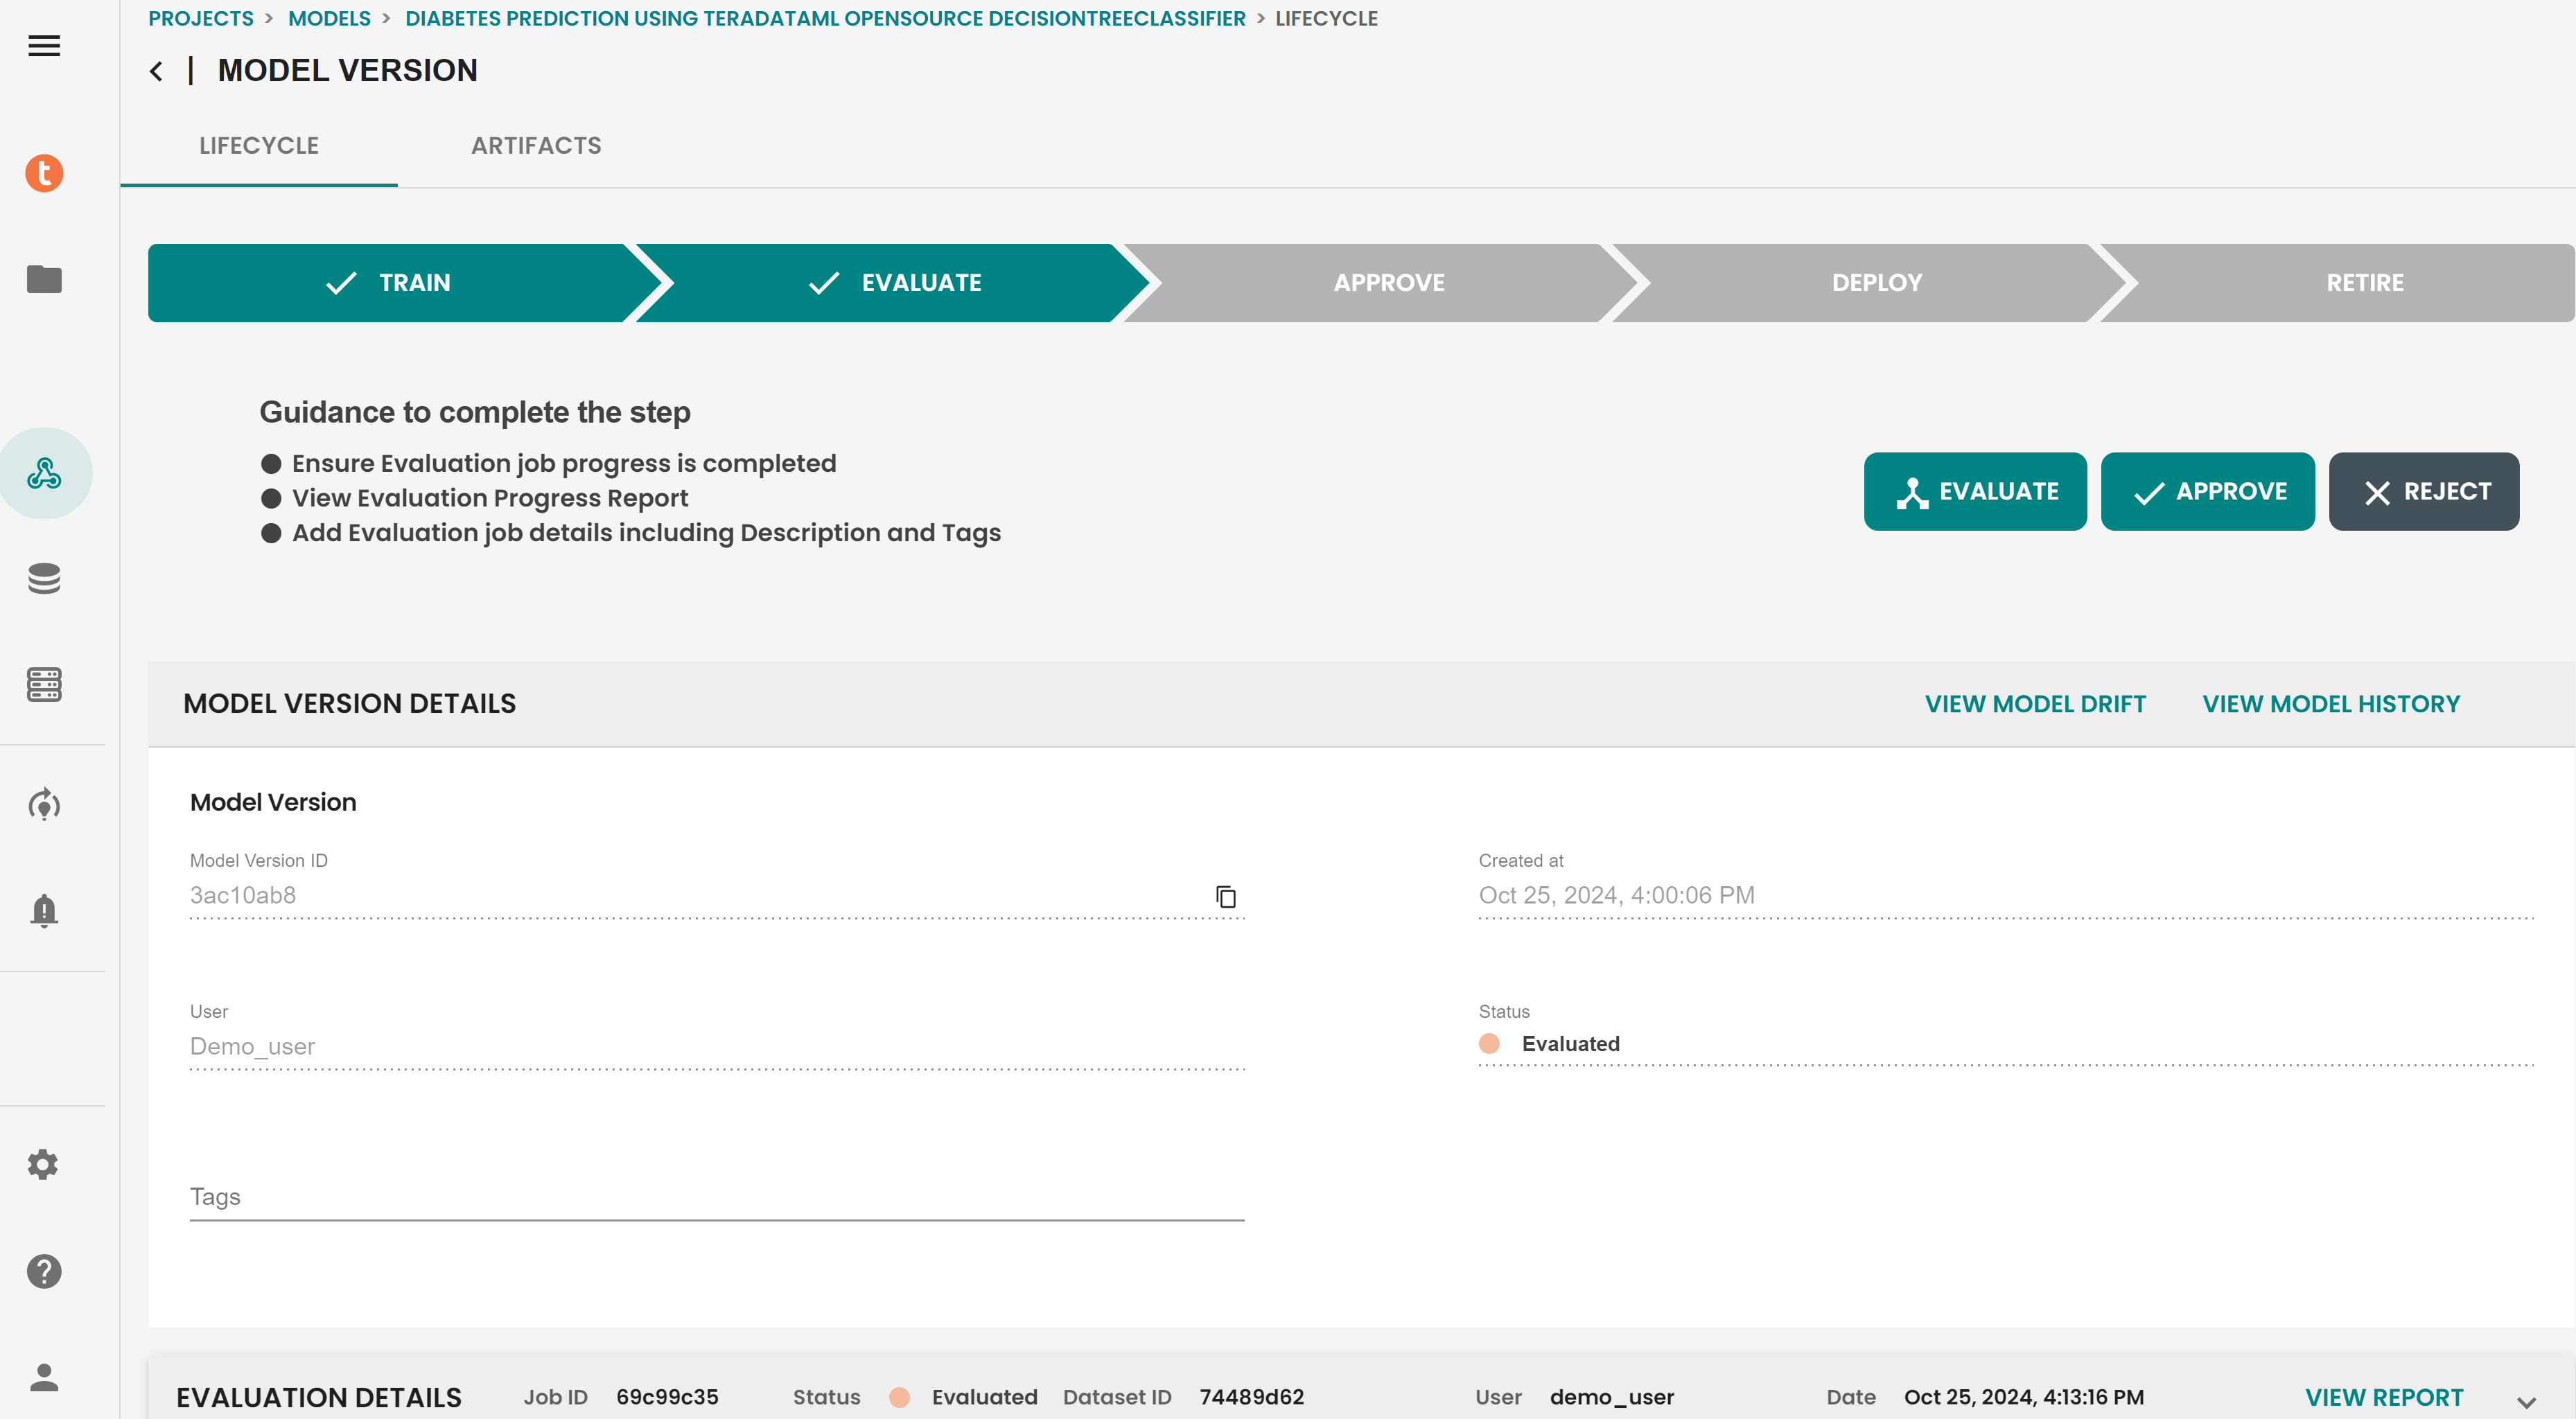 PROJECTS > MODELS > DIABETES PREDICTION USING TERADATAML OPENSOURCE DECISIONTREECLASSIFIER > LIFECYCLE
| MODEL VERSION
LIFECYCLE ARTIFACTS
t
TRAIN EVALUATE APPROVE DEPLOY RETIRE
Guidance to complete the step
Ensure Evaluation job progress is completed
View Evaluation Progress Report
Add Evaluation job details including Description and Tags
EVALUATE APPROVE REJECT
MODEL VERSION DETAILS VIEW MODEL DRIFT VIEW MODEL HISTORY
Model Version
Model Version ID Created at
3ac10ab8 Oct 25, 2024, 4:00:06 PM
User Status
Demo_user Evaluated
Tags
EVALUATION DETAILS Job ID 69c99c35 Status Evaluated Dataset ID 74489d62 User demo_user Date Oct 25, 2024, 4:13:16 PM VIEW REPORT